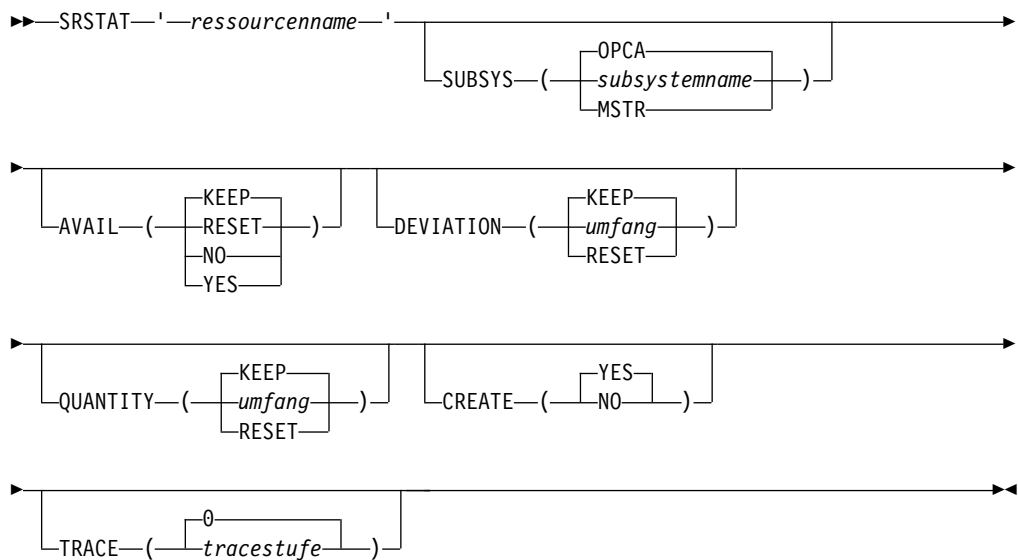 SRSTAT ' ressourcenname '
SUBSYS ( OPCA )
subsystemname
MSTR
AVAIL ( KEEP ) DEVIATION ( KEEP )
RESET umfang
NO RESET
YES
QUANTITY ( KEEP ) CREATE ( YES )
umfang NO
RESET
TRACE ( 0 )
tracestufe